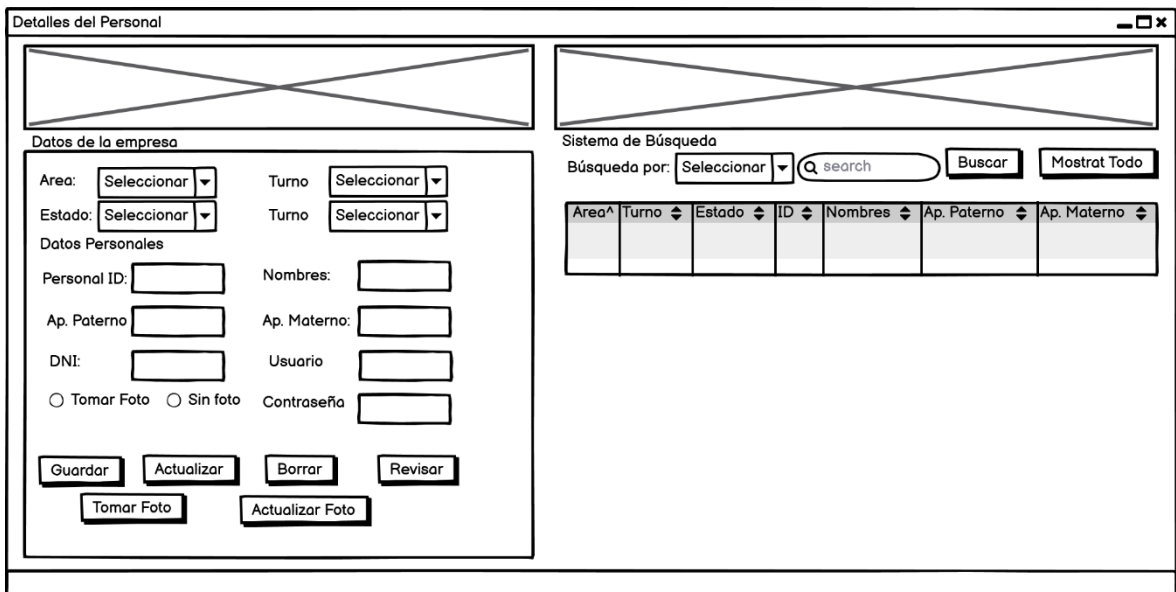 Detalles del Personal
Datos de la empresa
Area: Seleccionar Turno Seleccionar
Estado: Seleccionar Turno Seleccionar
Datos Personales
Personal ID: Nombres:
Ap. Paterno Ap. Materno:
DNI: Usuario
Tomar Foto Sin foto Contraseña
Guardar Actualizar Borrar Revisar
Tomar Foto Actualizar Foto
Sistema de Búsqueda
Búsqueda por: Seleccionar search Buscar Mostrat Todo
Area^ Turno Estado ID Nombres Ap. Paterno Ap. Materno